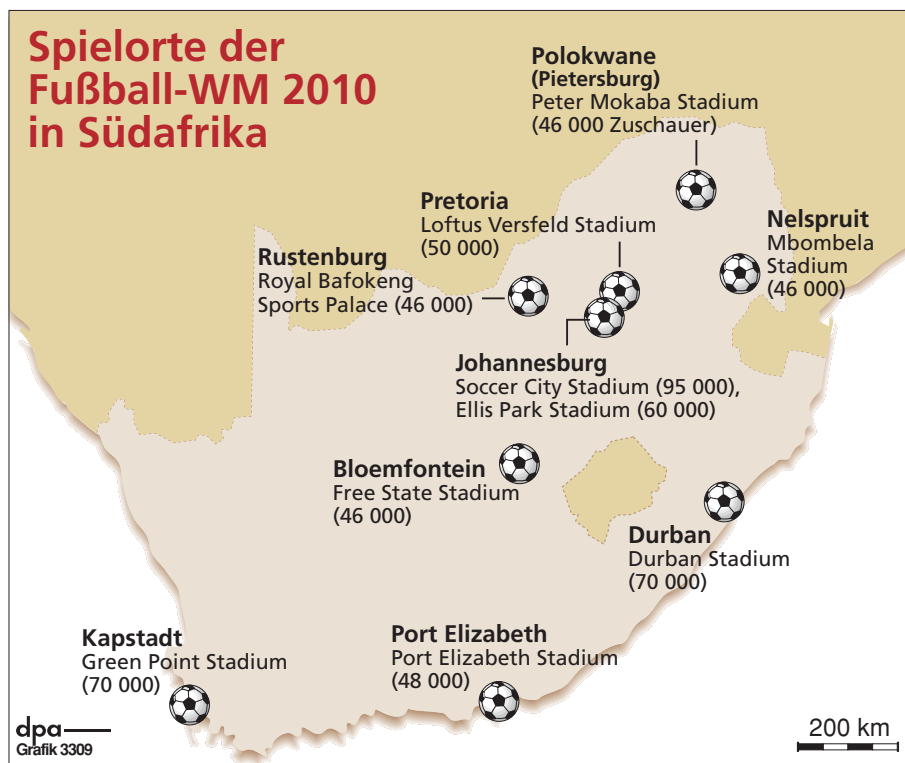 Spielorte der
Fußball-WM 2010
in Südafrika
Polokwane
(Pietersburg)
Peter Mokaba Stadium
(46 000 Zuschauer)
Pretoria
Loftus Versfeld Stadium
(50 000)
Nelspruit
Mbombela
Stadium
(46 000)
Rustenburg
Royal Bafokeng
Sports Palace (46 000)
Johannesburg
Soccer City Stadium (95 000),
Ellis Park Stadium (60 000)
Bloemfontein
Free State Stadium
(46 000)
Durban
Durban Stadium
(70 000)
Kapstadt
Green Point Stadium
(70 000)
Port Elizabeth
Port Elizabeth Stadium
(48 000)
dpa
Grafik 3309
200 km